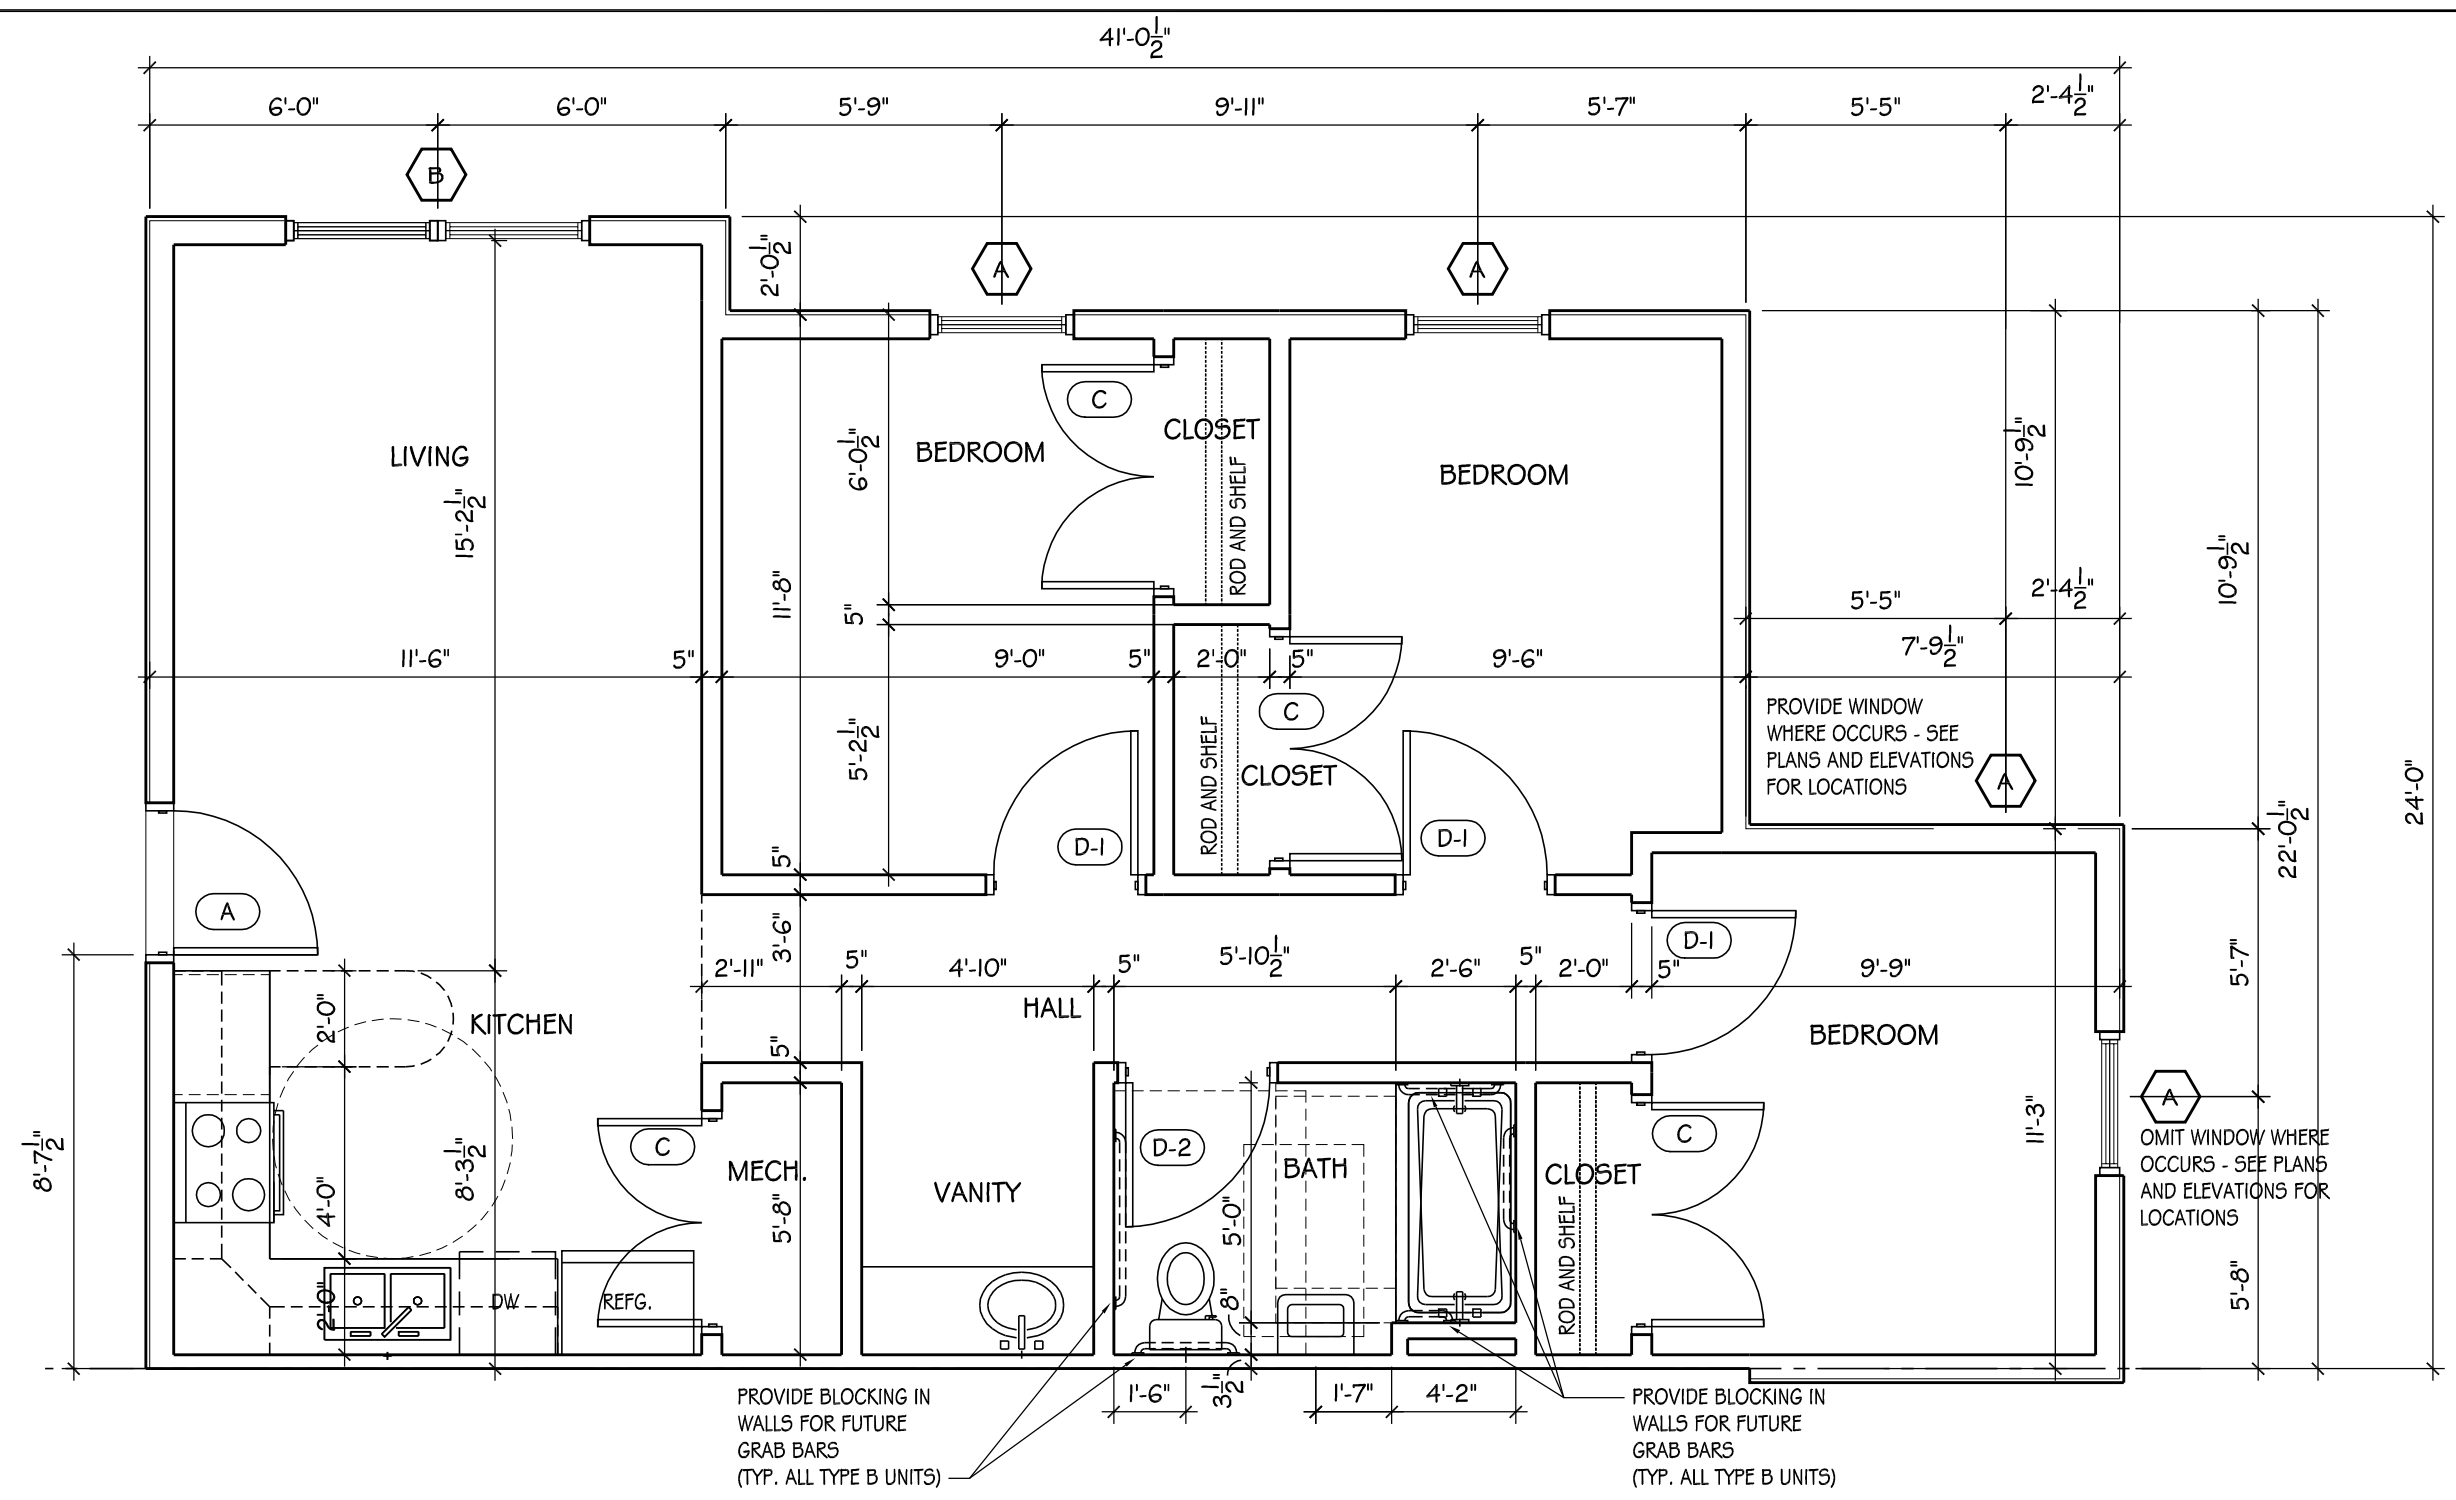 41'-0 1/2"
6'-0"
6'-0"
5'-9"
9'-11"
5'-7"
5'-5"
2'-4 1/2"
B
A
A
2'-0 1/2"
LIVING
15'-2 1/2"
BEDROOM
6'-0 1/2"
C
CLOSET
ROD AND SHELF
BEDROOM
10'-9 1/2"
10'-9 1/2"
11'-8"
5"
5'-5"
2'-4 1/2"
11'-6"
5"
9'-0"
5"
2'-0"
5"
9'-6"
7'-9 1/2"
5'-2 1/2"
C
CLOSET
ROD AND SHELF
PROVIDE WINDOW
WHERE OCCURS - SEE
PLANS AND ELEVATIONS
FOR LOCATIONS
A
24'-0"
22'-0 1/2"
D-1
D-1
5"
A
3'-6"
D-1
2'-11"
5"
4'-10"
5"
5'-10 1/2"
2'-6"
5"
2'-0"
5"
9'-9"
5'-7"
2'-0"
KITCHEN
HALL
BEDROOM
5"
8'-7 1/2"
8'-3 1/2"
4'-0"
C
MECH.
5'-8"
VANITY
D-2
BATH
5'-0"
C
CLOSET
ROD AND SHELF
11'-3"
A
OMIT WINDOW WHERE
OCCURS - SEE PLANS
AND ELEVATIONS FOR
LOCATIONS
5'-8"
2'-0"
DW
REFG.
8"
3 1/2"
1'-6"
1'-7"
4'-2"
PROVIDE BLOCKING IN
WALLS FOR FUTURE
GRAB BARS
(TYP. ALL TYPE B UNITS)
PROVIDE BLOCKING IN
WALLS FOR FUTURE
GRAB BARS
(TYP. ALL TYPE B UNITS)